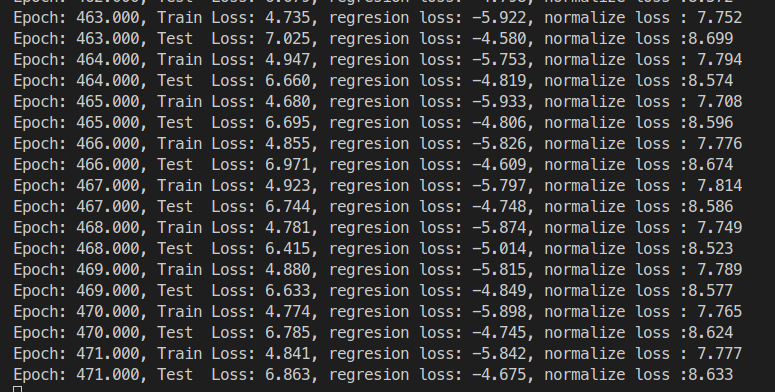 Epoch: 463.000, Train Loss: 4.735, regresion loss: -5.922, normalize loss : 7.752
Epoch: 463.000, Test  Loss: 7.025, regresion loss: -4.580, normalize loss :8.699
Epoch: 464.000, Train Loss: 4.947, regresion loss: -5.753, normalize loss : 7.794
Epoch: 464.000, Test  Loss: 6.660, regresion loss: -4.819, normalize loss :8.574
Epoch: 465.000, Train Loss: 4.680, regresion loss: -5.933, normalize loss : 7.708
Epoch: 465.000, Test  Loss: 6.695, regresion loss: -4.806, normalize loss :8.596
Epoch: 466.000, Train Loss: 4.855, regresion loss: -5.826, normalize loss : 7.776
Epoch: 466.000, Test  Loss: 6.971, regresion loss: -4.609, normalize loss :8.674
Epoch: 467.000, Train Loss: 4.923, regresion loss: -5.797, normalize loss : 7.814
Epoch: 467.000, Test  Loss: 6.744, regresion loss: -4.748, normalize loss :8.586
Epoch: 468.000, Train Loss: 4.781, regresion loss: -5.874, normalize loss : 7.749
Epoch: 468.000, Test  Loss: 6.415, regresion loss: -5.014, normalize loss :8.523
Epoch: 469.000, Train Loss: 4.880, regresion loss: -5.815, normalize loss : 7.789
Epoch: 469.000, Test  Loss: 6.633, regresion loss: -4.849, normalize loss :8.577
Epoch: 470.000, Train Loss: 4.774, regresion loss: -5.898, normalize loss : 7.765
Epoch: 470.000, Test  Loss: 6.785, regresion loss: -4.745, normalize loss :8.624
Epoch: 471.000, Train Loss: 4.841, regresion loss: -5.842, normalize loss : 7.777
Epoch: 471.000, Test  Loss: 6.863, regresion loss: -4.675, normalize loss :8.633